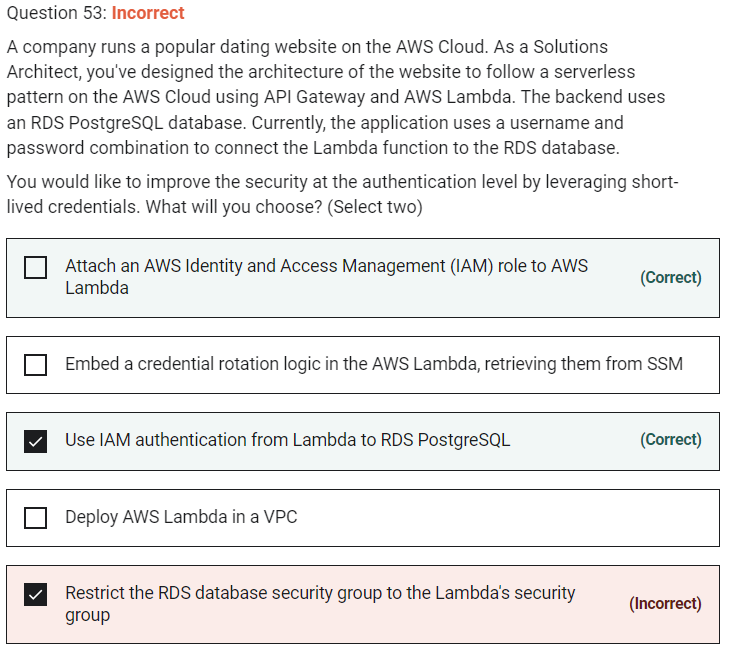 Question 53: Incorrect
A company runs a popular dating website on the AWS Cloud. As a Solutions
Architect, you've designed the architecture of the website to follow a serverless
pattern on the AWS Cloud using API Gateway and AWS Lambda. The backend uses
an RDS PostgreSQL database. Currently, the application uses a username and
password combination to connect the Lambda function to the RDS database.
You would like to improve the security at the authentication level by leveraging short-
lived credentials. What will you choose? (Select two)
Attach an AWS Identity and Access Management (IAM) role to AWS
Lambda
(Correct)
Embed a credential rotation logic in the AWS Lambda, retrieving them from SSM
Use IAM authentication from Lambda to RDS PostgreSQL
(Correct)
Deploy AWS Lambda in a VPC
Restrict the RDS database security group to the Lambda's security
group
(Incorrect)